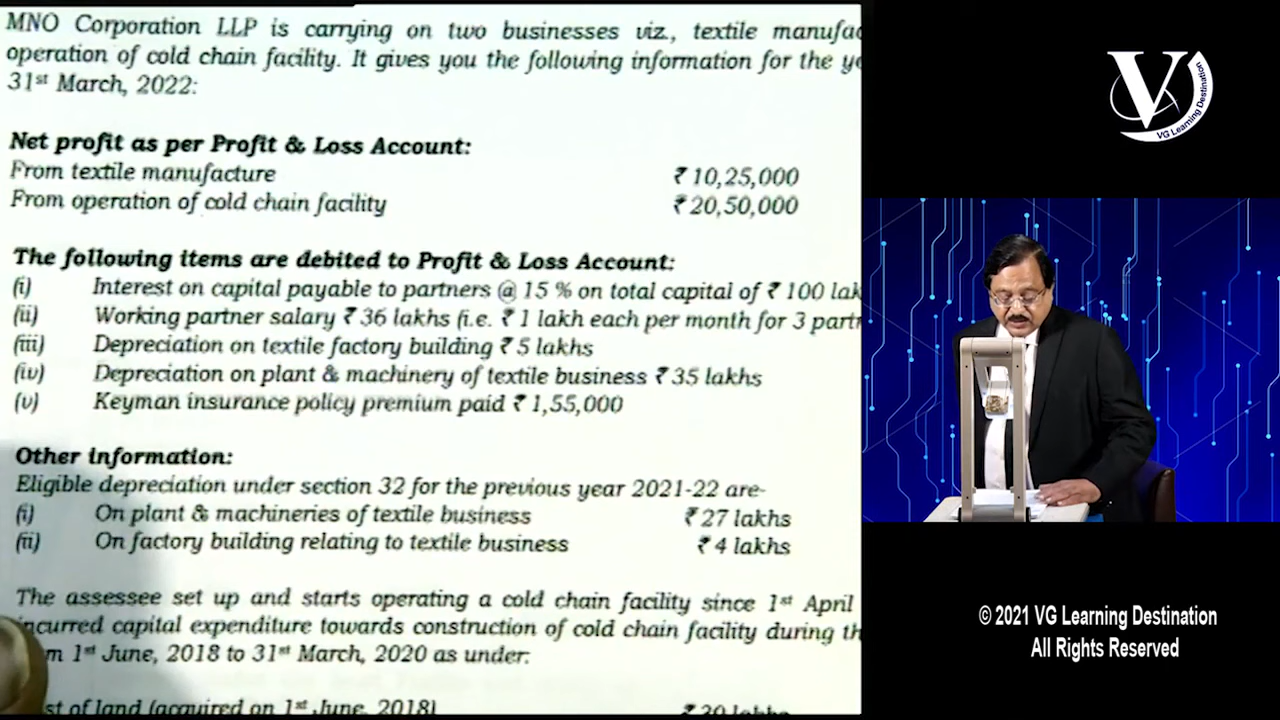 MNO Corporation LLP is carrying on two businesses viz., textile
operation of cold chain facility. It gives you the following information for the
31st March, 2022:
Net profit as per Profit & Loss Account:
From textile manufacture ₹ 10,25,000
From operation of cold chain facility ₹ 20,50,000
The following items are debited to Profit & Loss Account:
(i) Interest on capital payable to partners @ 15 % on total capital of ₹ 100
(ii) Working partner salary ₹ 36 lakhs (i.e. ₹ 1 lakh each per month for 3
(iii) Depreciation on textile factory building ₹ 5 lakhs
(iv) Depreciation on plant & machinery of textile business ₹ 35 lakhs
(v) Keyman insurance policy premium paid ₹ 1,55,000
Other information:
Eligible depreciation under section 32 for the previous year 2021-22 are-
(i) On plant & machineries of textile business ₹ 27 lakhs
(ii) On factory building relating to textile business ₹ 4 lakhs
The assessee set up and starts operating a cold chain facility since 1st April
incurred capital expenditure towards construction of cold chain facility during
1st June, 2018 to 31st March, 2020 as under:
of land (acquired on 1st June, 2018)
V
VG Learning Destination
© 2021 VG Learning Destination
All Rights Reserved